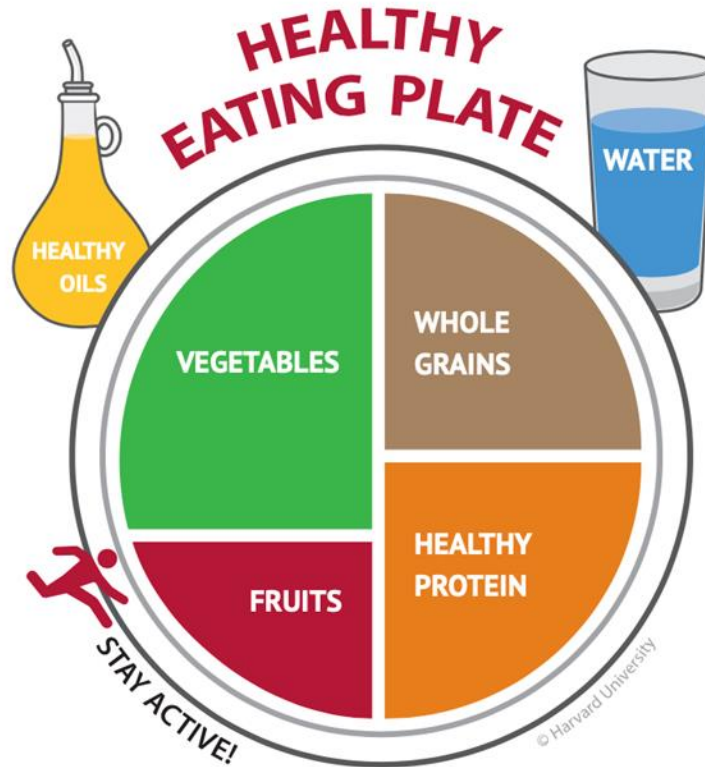 HEALTHY
EATING PLATE
HEALTHY
OILS
WATER
VEGETABLES
WHOLE
GRAINS
FRUITS
HEALTHY
PROTEIN
STAY ACTIVE!
© Harvard University